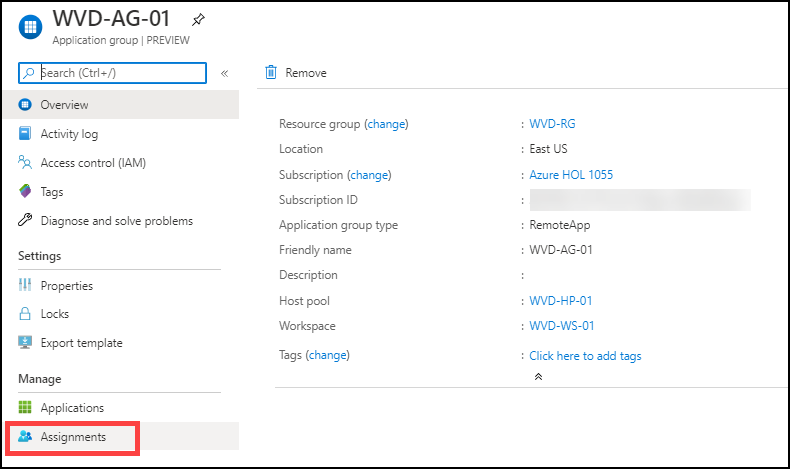 WVD-AG-01
Application group | PREVIEW
Search (Ctrl+/)
«
Remove
Overview
Activity log
Access control (IAM)
Tags
Diagnose and solve problems
Settings
Properties
Locks
Export template
Manage
Applications
Assignments
Resource group (change) : WVD-RG
Location : East US
Subscription (change) : Azure HOL 1055
Subscription ID :
Application group type : RemoteApp
Friendly name : WVD-AG-01
Description :
Host pool : WVD-HP-01
Workspace : WVD-WS-01
Tags (change) : Click here to add tags